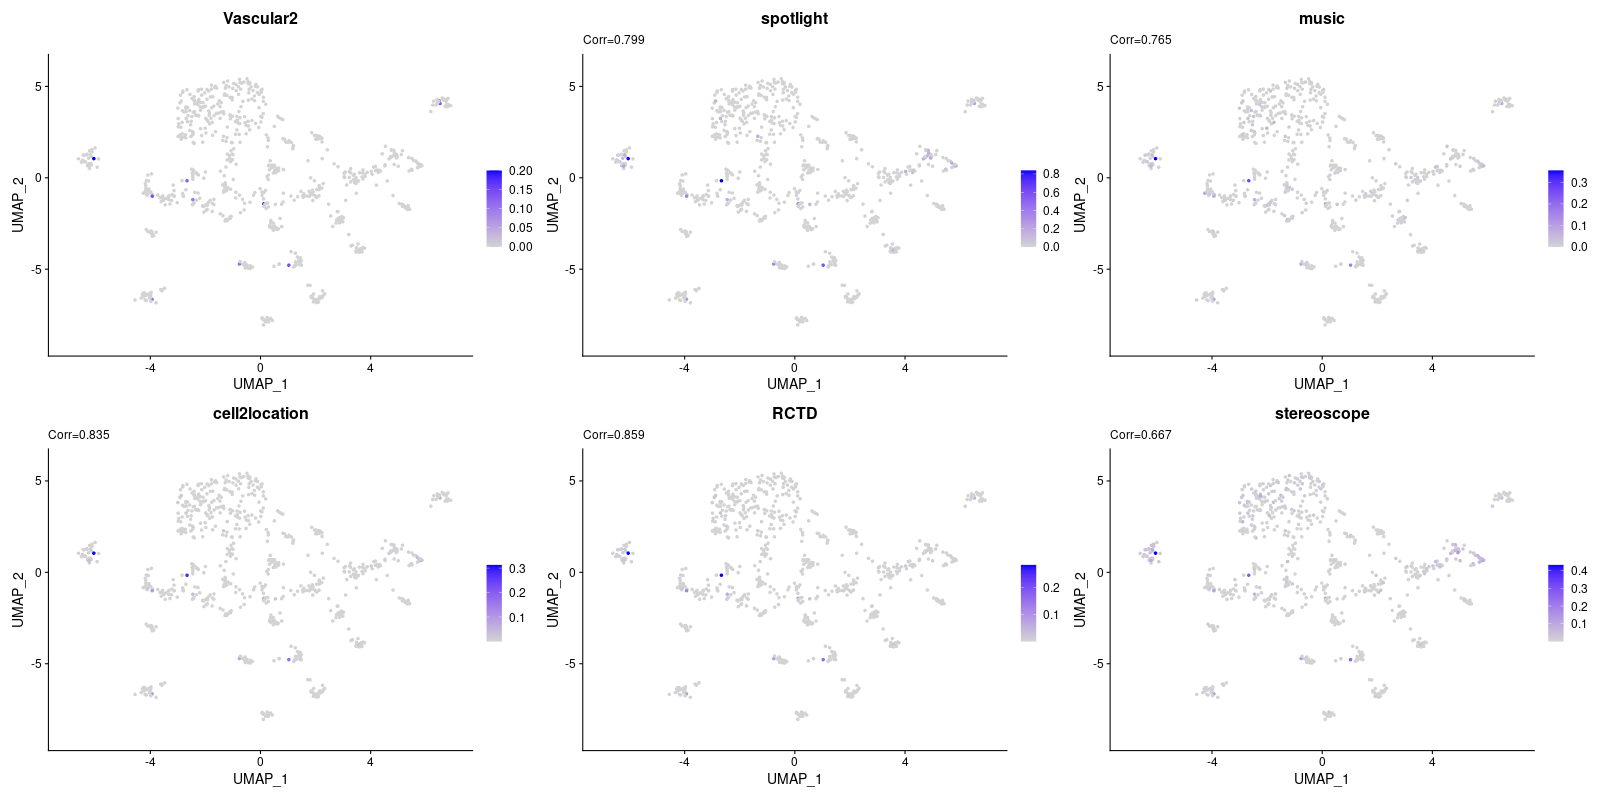 Vascular2
UMAP_2
5
0
-5
-4
0
4
UMAP_1
0.20
0.15
0.10
0.05
0.00
spotlight
Corr=0.799
UMAP_2
5
0
-5
-4
0
4
UMAP_1
0.8
0.6
0.4
0.2
0.0
music
Corr=0.765
UMAP_2
5
0
-5
-4
0
4
UMAP_1
0.3
0.2
0.1
0.0
cell2location
Corr=0.835
UMAP_2
5
0
-5
-4
0
4
UMAP_1
0.3
0.2
0.1
RCTD
Corr=0.859
UMAP_2
5
0
-5
-4
0
4
UMAP_1
0.2
0.1
stereoscope
Corr=0.667
UMAP_2
5
0
-5
-4
0
4
UMAP_1
0.4
0.3
0.2
0.1